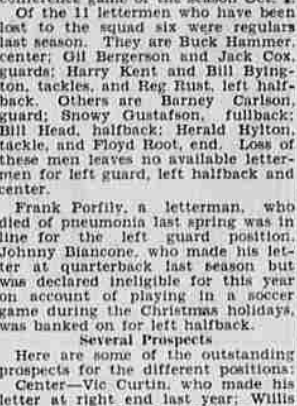 conference game of the season Oct.
Of the 11 lettermen who have been
lost to the squad six were regulars
last season. They are Buck Hammer,
center; Gil Bergerson and Jack Cox,
guards; Harry Kent and Bill Bying-
ton, tackles, and Reg Rust, left half-
back. Others are Barney Carlson,
guard; Snowy Gustafson, fullback;
Bill Head, halfback; Herald Hylton,
tackle, and Floyd Root, end. Loss of
these men leaves no available letter-
men for left guard, left halfback and
center.
Frank Porfily, a letterman, who
died of pneumonia last spring was in
line for the left guard position.
Johnny Biancone, who made his let-
ter at quarterback last season but
was declared ineligible for this year
on account of playing in a soccer
game during the Christmas holidays,
was banked on for left halfback.
Several Prospects
Here are some of the outstanding
prospects for the different positions:
Center—Vic Curtin, who made his
letter at right end last year; Willis